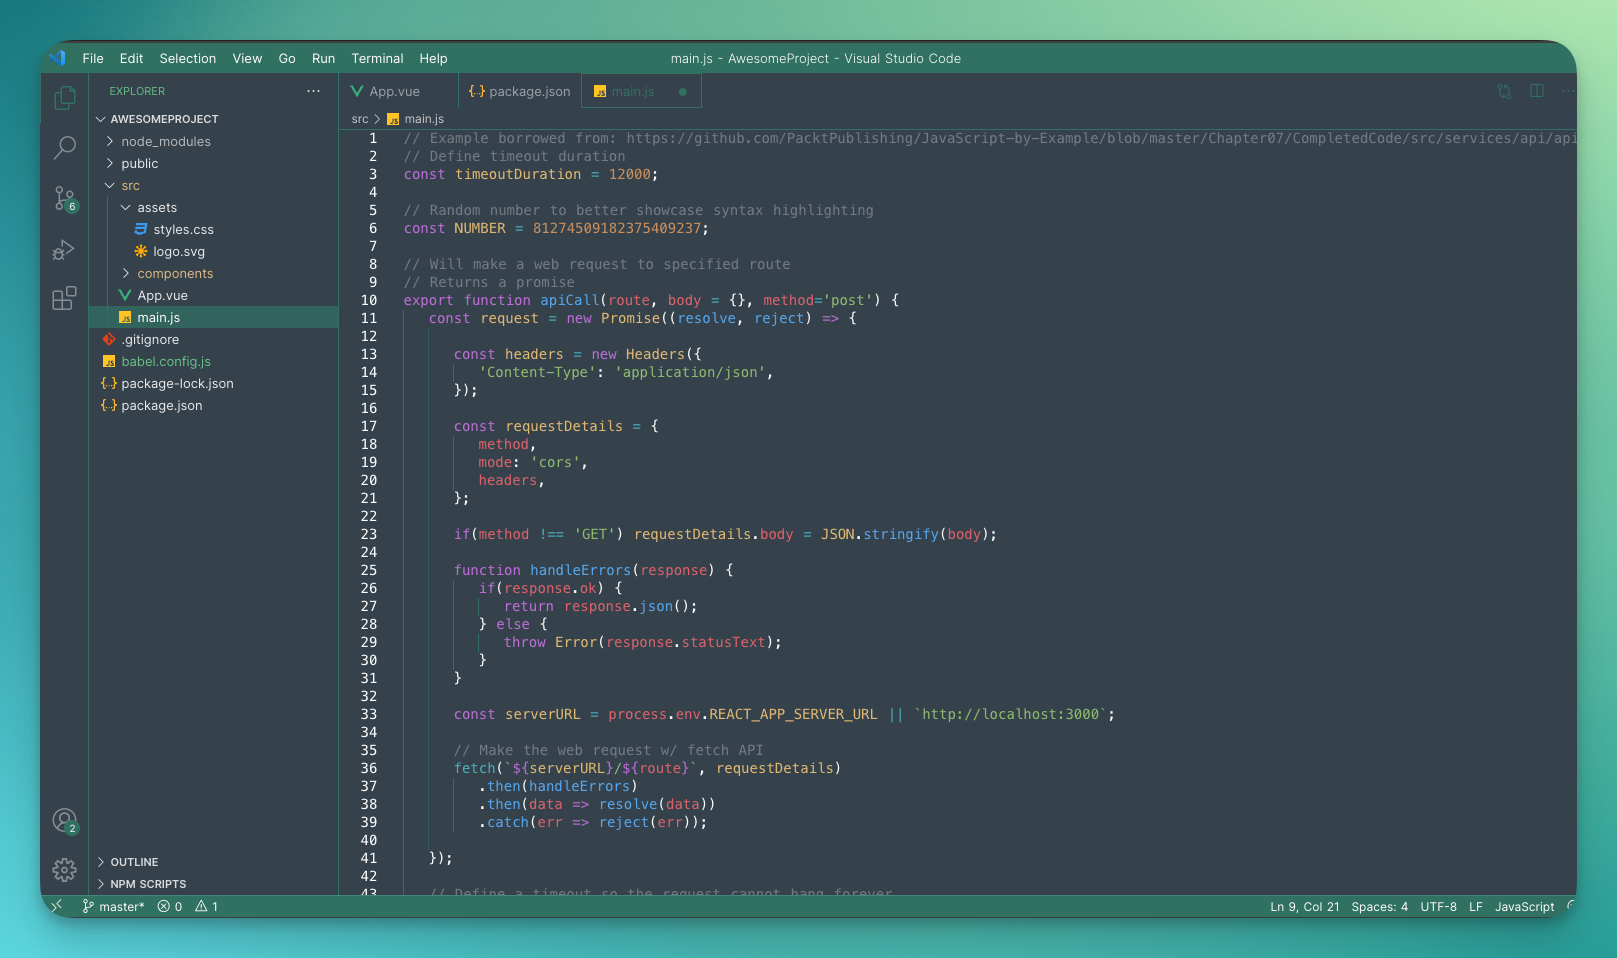 File Edit Selection View Go Run Terminal Help
main.js - AwesomeProject - Visual Studio Code
EXPLORER
AWESOMEPROJECT
node_modules
public
src
assets
styles.css
logo.svg
components
App.vue
main.js
.gitignore
babel.config.js
package-lock.json
package.json
OUTLINE
NPM SCRIPTS
6
2
App.vue
package.json
main.js
src > main.js
1 // Example borrowed from: https://github.com/PacktPublishing/JavaScript-by-Example/blob/master/Chapter07/CompletedCode/src/services/api/api
2 // Define timeout duration
3 const timeoutDuration = 12000;
4
5 // Random number to better showcase syntax highlighting
6 const NUMBER = 81274509182375409237;
7
8 // Will make a web request to specified route
9 // Returns a promise
10 export function apiCall(route, body = {}, method='post') {
11 const request = new Promise((resolve, reject) => {
12
13 const headers = new Headers({
14 'Content-Type': 'application/json',
15 });
16
17 const requestDetails = {
18 method,
19 mode: 'cors',
20 headers,
21 };
22
23 if(method !== 'GET') requestDetails.body = JSON.stringify(body);
24
25 function handleErrors(response) {
26 if(response.ok) {
27 return response.json();
28 } else {
29 throw Error(response.statusText);
30 }
31 }
32
33 const serverURL = process.env.REACT_APP_SERVER_URL || `http://localhost:3000`;
34
35 // Make the web request w/ fetch API
36 fetch(`${serverURL}/${route}`, requestDetails)
37 .then(handleErrors)
38 .then(data => resolve(data))
39 .catch(err => reject(err));
40
41 });
42
43 // Define a timeout so the request cannot hang forever
master* 0 1
Ln 9, Col 21 Spaces: 4 UTF-8 LF JavaScript